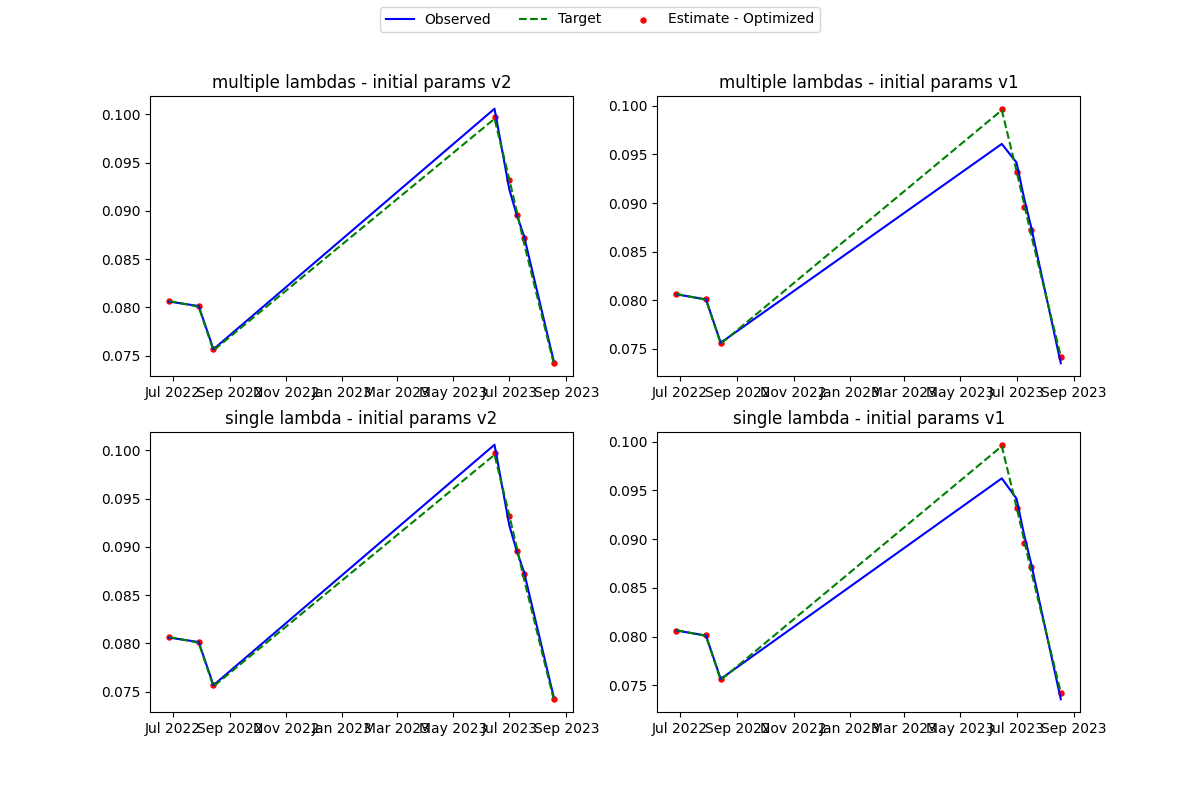 Observed Target Estimate - Optimized
multiple lambdas - initial params v2
0.100
0.095
0.090
0.085
0.080
0.075
Jul 2022 Sep 2022 Nov 2022 Jan 2023 Mar 2023 May 2023 Jul 2023 Sep 2023
multiple lambdas - initial params v1
0.100
0.095
0.090
0.085
0.080
0.075
Jul 2022 Sep 2022 Nov 2022 Jan 2023 Mar 2023 May 2023 Jul 2023 Sep 2023
single lambda - initial params v2
0.100
0.095
0.090
0.085
0.080
0.075
Jul 2022 Sep 2022 Nov 2022 Jan 2023 Mar 2023 May 2023 Jul 2023 Sep 2023
single lambda - initial params v1
0.100
0.095
0.090
0.085
0.080
0.075
Jul 2022 Sep 2022 Nov 2022 Jan 2023 Mar 2023 May 2023 Jul 2023 Sep 2023